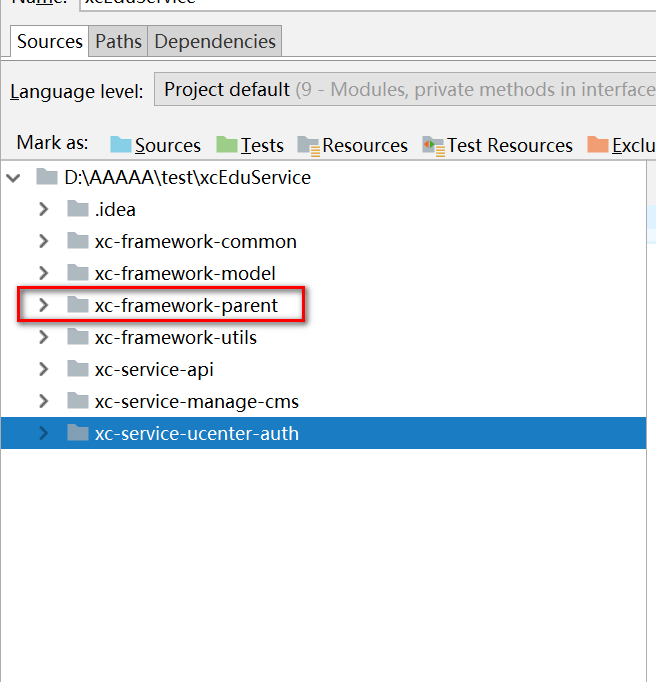 Name: xcEduService
Sources Paths Dependencies
Language level: Project default (9 - Modules, private methods in interface
Mark as: Sources Tests Resources Test Resources Exclu
D:\AAAAA\test\xcEduService
.idea
xc-framework-common
xc-framework-model
xc-framework-parent
xc-framework-utils
xc-service-api
xc-service-manage-cms
xc-service-ucenter-auth